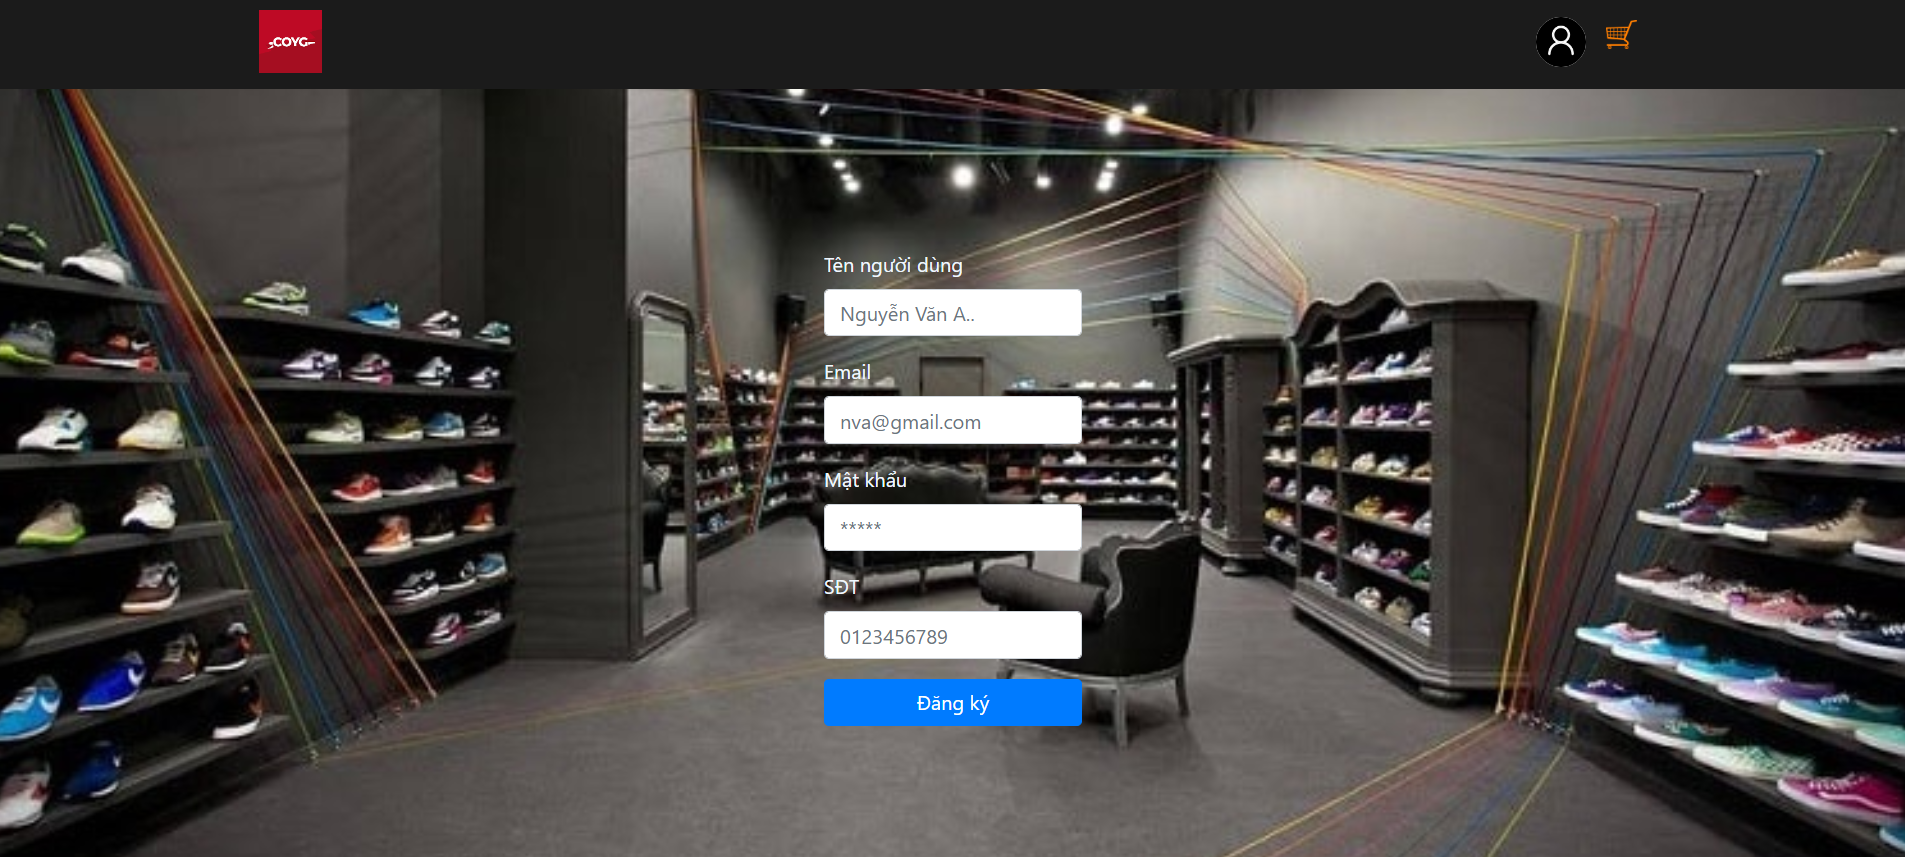 COYG
Tên người dùng
Nguyễn Văn A..
Email
nva@gmail.com
Mật khẩu
*****
SĐT
0123456789
Đăng ký